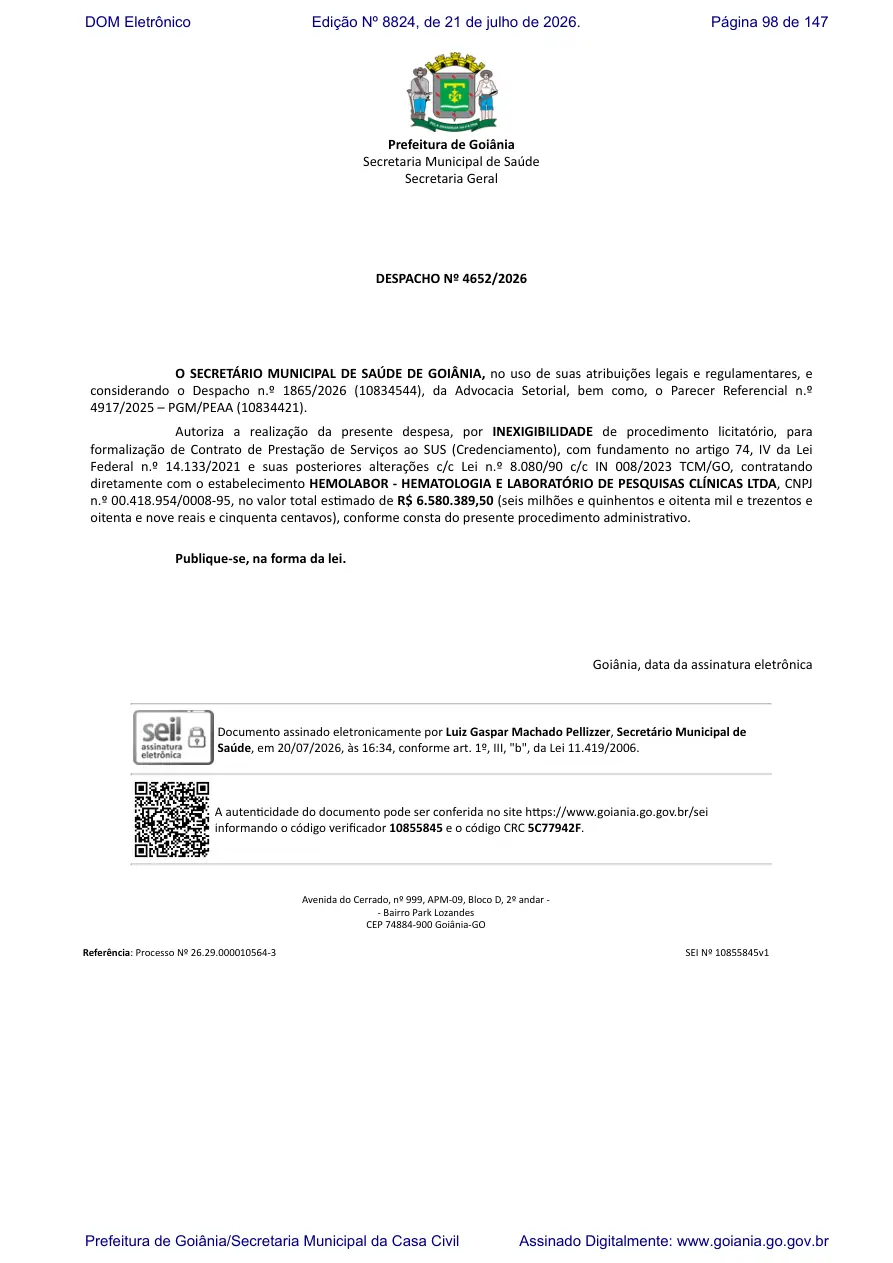 DOM Eletrônico Edição Nº 8824, de 21 de julho de 2026. Página 98 de 147
Prefeitura de Goiânia
Secretaria Municipal de Saúde
Secretaria Geral
DESPACHO Nº 4652/2026
O SECRETÁRIO MUNICIPAL DE SAÚDE DE GOIÂNIA, no uso de suas atribuições legais e regulamentares, e
considerando o Despacho n.º 1865/2026 (10834544), da Advocacia Setorial, bem como, o Parecer Referencial n.º
4917/2025 – PGM/PEAA (10834421).
Autoriza a realização da presente despesa, por INEXIGIBILIDADE de procedimento licitatório, para
formalização de Contrato de Prestação de Serviços ao SUS (Credenciamento), com fundamento no artigo 74, IV da Lei
Federal n.º 14.133/2021 e suas posteriores alterações c/c Lei n.º 8.080/90 c/c IN 008/2023 TCM/GO, contratando
diretamente com o estabelecimento HEMOLABOR - HEMATOLOGIA E LABORATÓRIO DE PESQUISAS CLÍNICAS LTDA, CNPJ
n.º 00.418.954/0008-95, no valor total estimado de R$ 6.580.389,50 (seis milhões e quinhentos e oitenta mil e trezentos e
oitenta e nove reais e cinquenta centavos), conforme consta do presente procedimento administrativo.
Publique-se, na forma da lei.
Goiânia, data da assinatura eletrônica
sei!
assinatura
eletrônica
Documento assinado eletronicamente por Luiz Gaspar Machado Pellizzer, Secretário Municipal de
Saúde, em 20/07/2026, às 16:34, conforme art. 1º, III, "b", da Lei 11.419/2006.
A autenticidade do documento pode ser conferida no site https://www.goiania.go.gov.br/sei
informando o código verificador 10855845 e o código CRC 5C77942F.
Avenida do Cerrado, nº 999, APM-09, Bloco D, 2º andar -
- Bairro Park Lozandes
CEP 74884-900 Goiânia-GO
Referência: Processo Nº 26.29.000010564-3 SEI Nº 10855845v1
Prefeitura de Goiânia/Secretaria Municipal da Casa Civil Assinado Digitalmente: www.goiania.go.gov.br